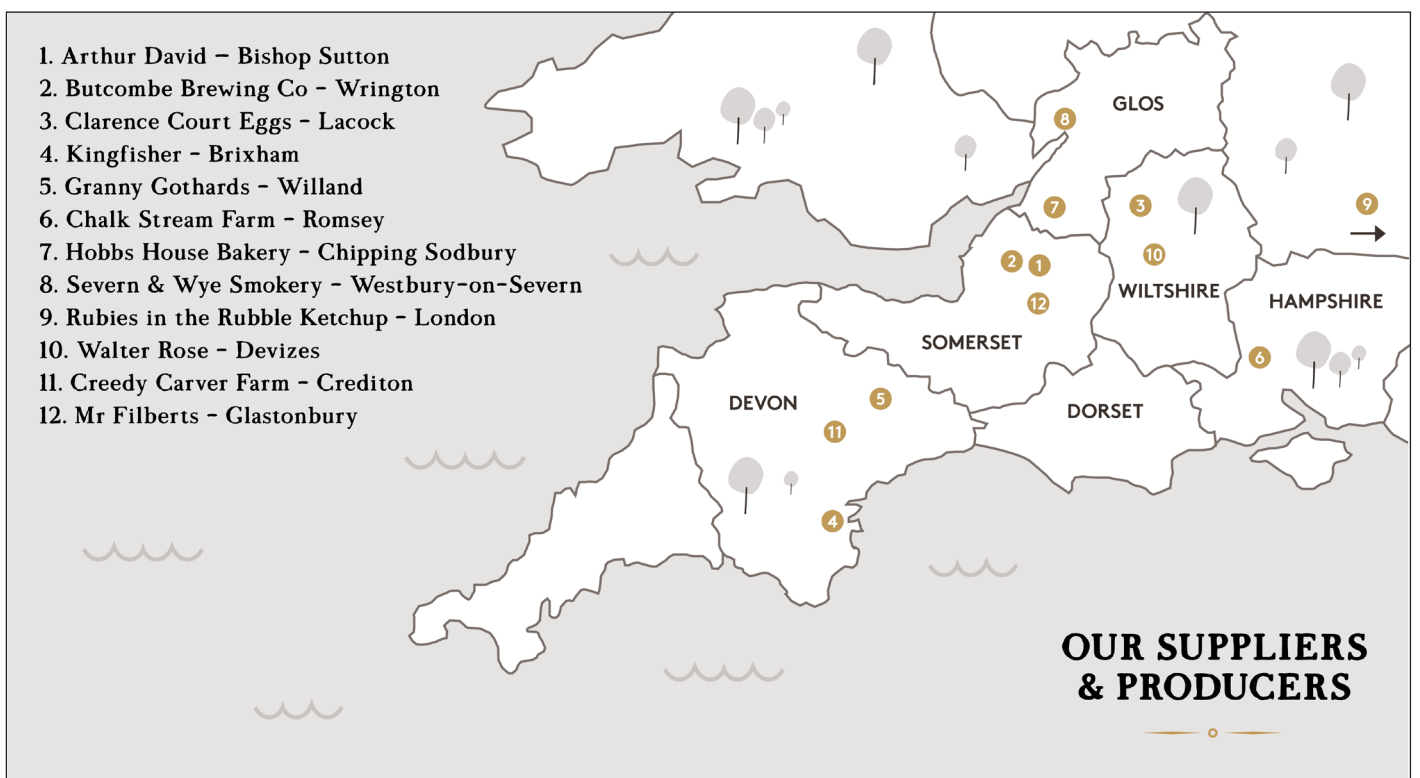 1. Arthur David – Bishop Sutton
2. Butcombe Brewing Co – Wrington
3. Clarence Court Eggs – Lacock
4. Kingfisher – Brixham
5. Granny Gothards – Willand
6. Chalk Stream Farm – Romsey
7. Hobbs House Bakery – Chipping Sodbury
8. Severn & Wye Smokery – Westbury-on-Severn
9. Rubies in the Rubble Ketchup – London
10. Walter Rose – Devizes
11. Creedy Carver Farm – Crediton
12. Mr Filberts – Glastonbury
GLOS
8
7
3
9
2
1
10
12
WILTSHIRE
HAMPSHIRE
SOMERSET
6
DEVON
5
DORSET
11
4
OUR SUPPLIERS
& PRODUCERS